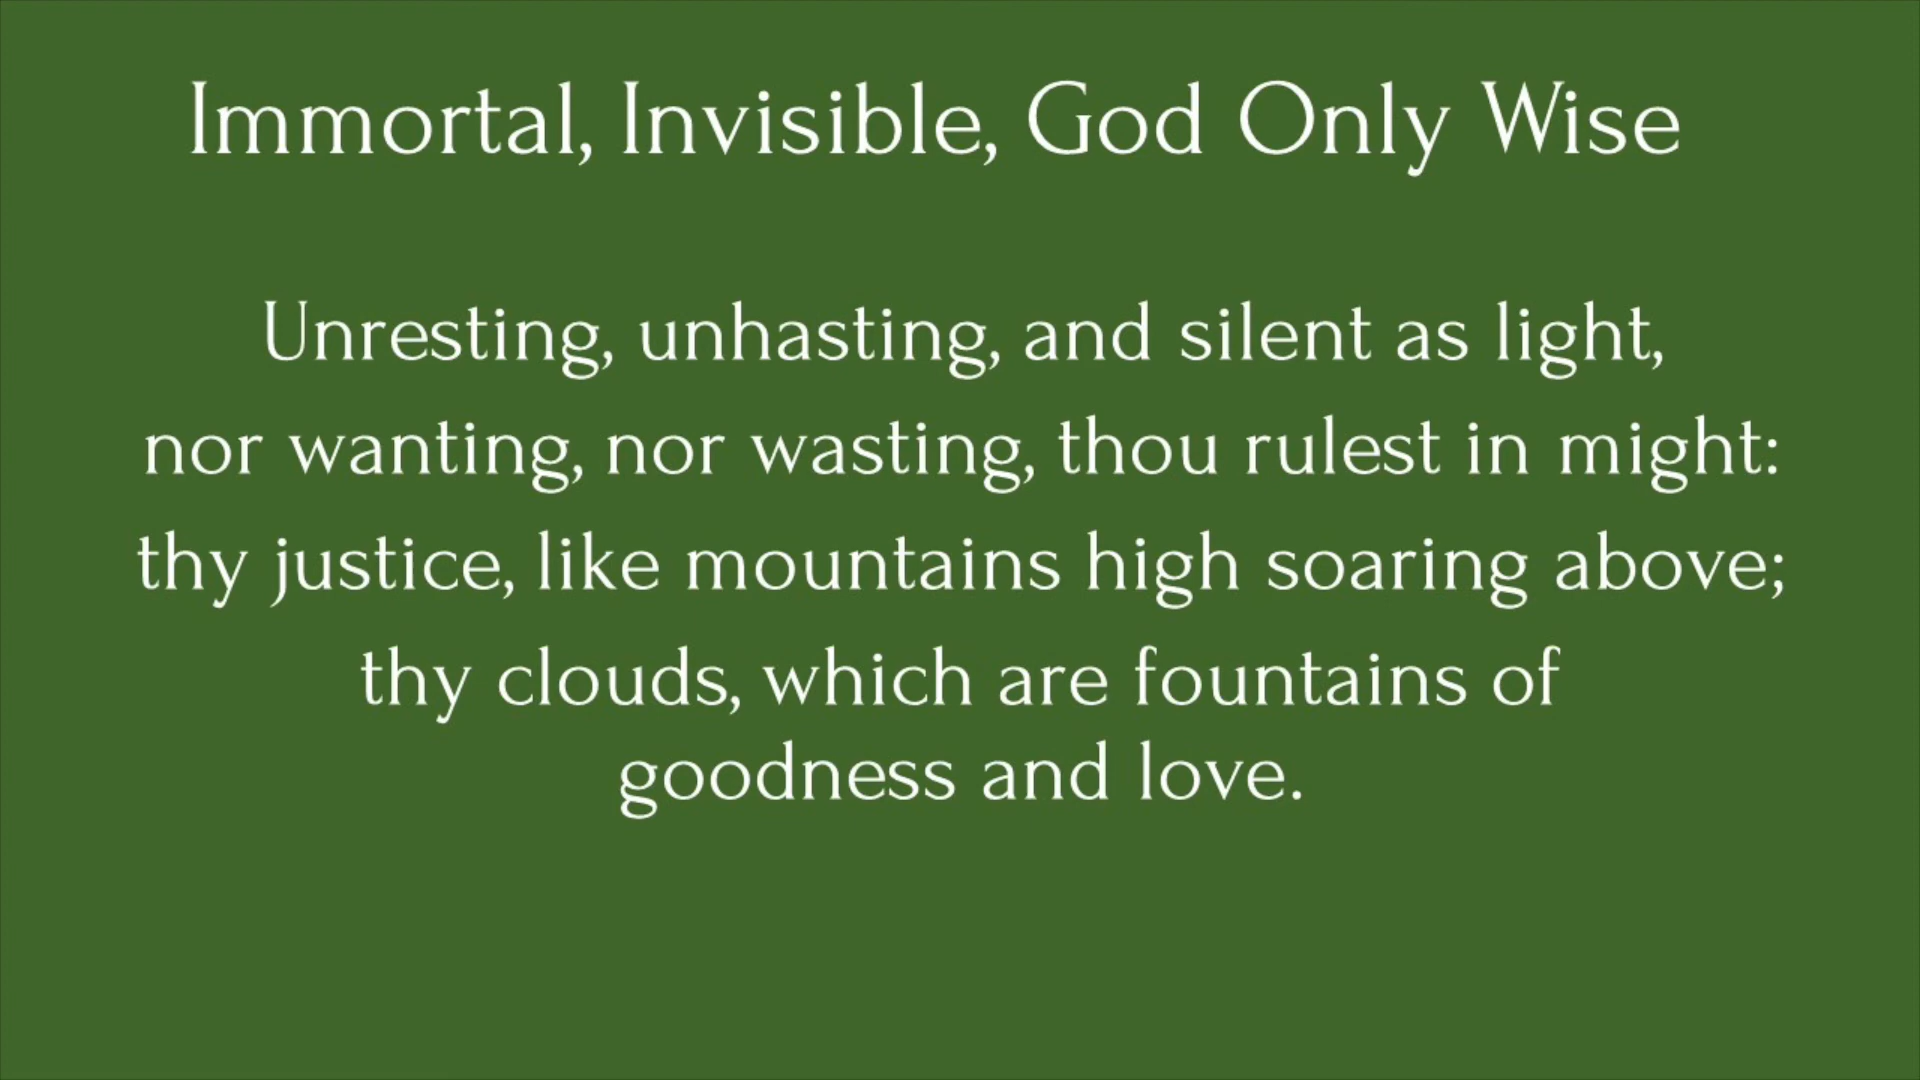 Immortal, Invisible, God Only Wise
Unresting, unhasting, and silent as light,
nor wanting, nor wasting, thou rulest in might:
thy justice, like mountains high soaring above;
thy clouds, which are fountains of
goodness and love.